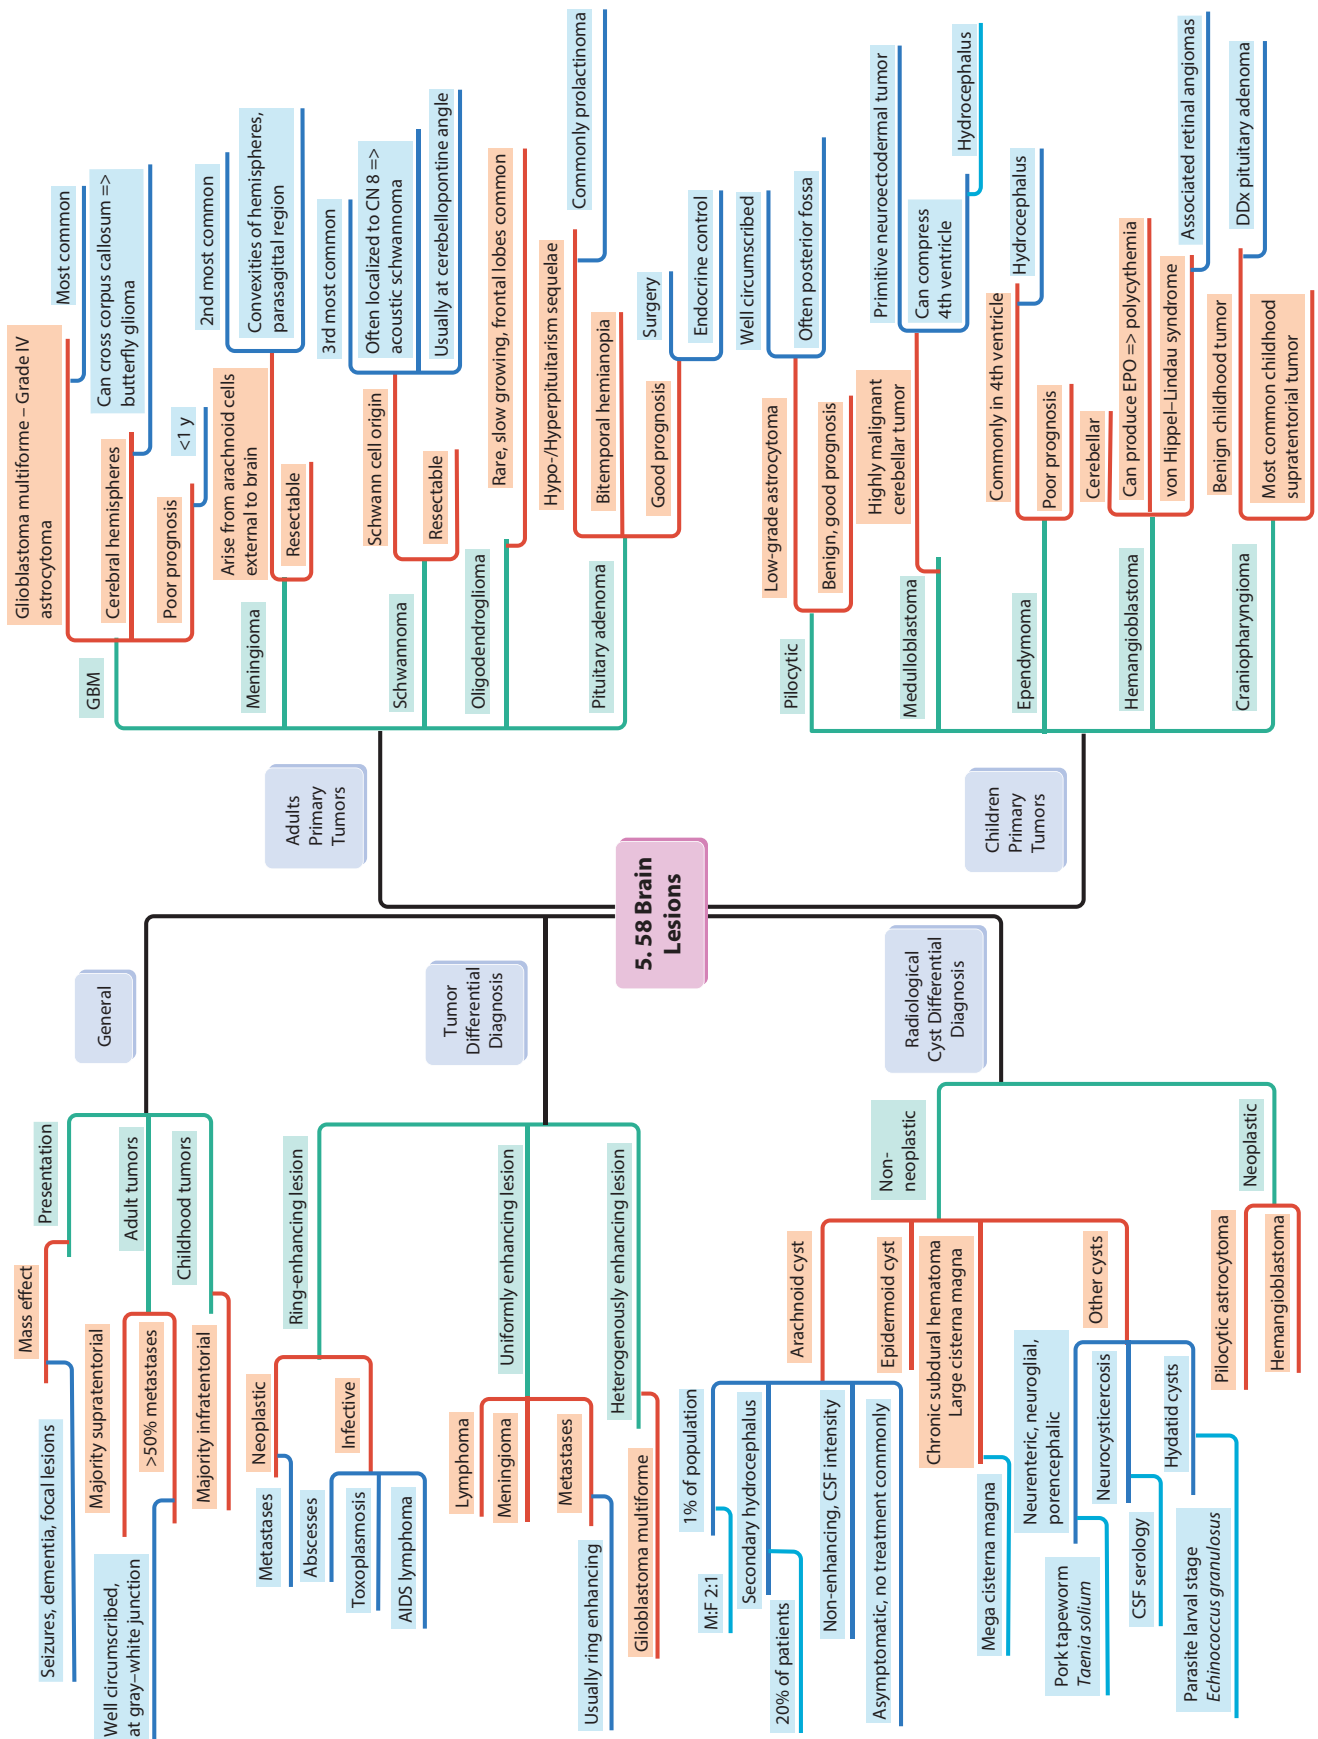 5. 58 Brain
Lesions
General
Presentation
Mass effect
Seizures, dementia, focal lesions
Adult tumors
Majority supratentorial
>50% metastases
Well circumscribed,
at gray–white junction
Childhood tumors
Majority infratentorial
Tumor
Differential
Diagnosis
Ring-enhancing lesion
Neoplastic
Metastases
Infective
Abscesses
Toxoplasmosis
AIDS lymphoma
Uniformly enhancing lesion
Lymphoma
Meningioma
Metastases
Usually ring enhancing
Heterogenously enhancing lesion
Glioblastoma multiforme
Radiological
Cyst Differential
Diagnosis
Non-
neoplastic
Arachnoid cyst
1% of population
M:F 2:1
Secondary hydrocephalus
20% of patients
Non-enhancing, CSF intensity
Asymptomatic, no treatment commonly
Epidermoid cyst
Chronic subdural hematoma
Large cisterna magna
Mega cisterna magna
Other cysts
Neurenteric, neuroglial,
porencephalic
Pork tapeworm
Taenia solium
Neurocysticercosis
CSF serology
Hydatid cysts
Parasite larval stage
Echinococcus granulosus
Neoplastic
Pilocytic astrocytoma
Hemangioblastoma
Adults
Primary
Tumors
GBM
Glioblastoma multiforme – Grade IV
astrocytoma
Most common
Cerebral hemispheres
Can cross corpus callosum =>
butterfly glioma
Poor prognosis
<1 y
Meningioma
Arise from arachnoid cells
external to brain
2nd most common
Convexities of hemispheres,
parasagittal region
Resectable
Schwannoma
Schwann cell origin
3rd most common
Often localized to CN 8 =>
acoustic schwannoma
Usually at cerebellopontine angle
Resectable
Oligodendroglioma
Rare, slow growing, frontal lobes common
Pituitary adenoma
Hypo-/Hyperpituitarism sequelae
Commonly prolactinoma
Bitemporal hemianopia
Good prognosis
Surgery
Endocrine control
Children
Primary
Tumors
Pilocytic
Low-grade astrocytoma
Well circumscribed
Often posterior fossa
Benign, good prognosis
Medulloblastoma
Highly malignant
cerebellar tumor
Primitive neuroectodermal tumor
Can compress
4th ventricle
Hydrocephalus
Ependymoma
Commonly in 4th ventricle
Hydrocephalus
Poor prognosis
Hemangioblastoma
Cerebellar
Can produce EPO => polycythemia
von Hippel–Lindau syndrome
Associated retinal angiomas
Craniopharyngioma
Benign childhood tumor
DDx pituitary adenoma
Most common childhood
supratentorial tumor